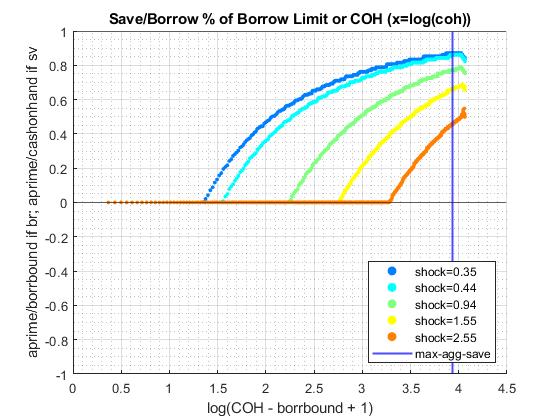 Save/Borrow % of Borrow Limit or COH (x=log(coh))
aprime/borrbound if br; aprime/cashonhand if sv
1
0.8
0.6
0.4
0.2
0
-0.2
-0.4
-0.6
-0.8
-1
shock=0.35
shock=0.44
shock=0.94
shock=1.55
shock=2.55
max-agg-save
0 0.5 1 1.5 2 2.5 3 3.5 4 4.5
log(COH - borrbound + 1)